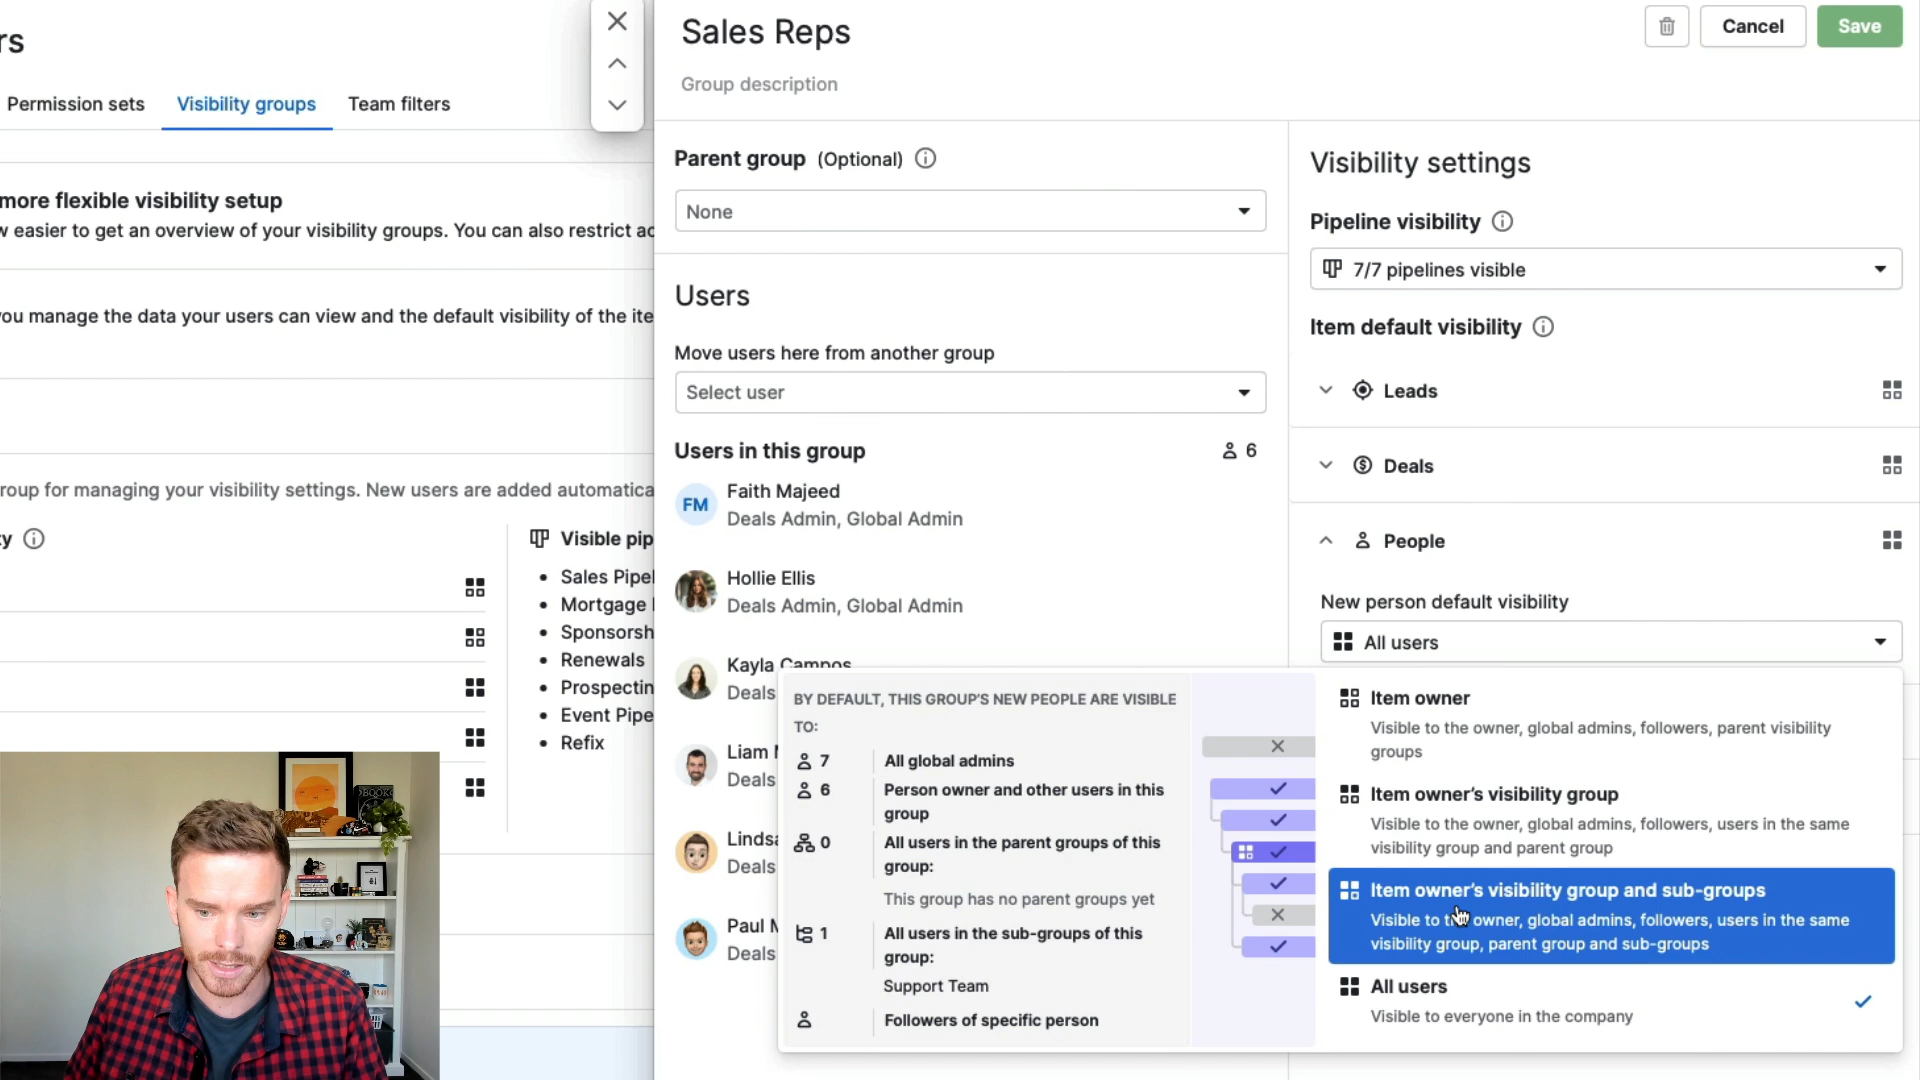 rs
Permission sets
Visibility groups
Team filters
more flexible visibility setup
w easier to get an overview of your visibility groups. You can also restrict ac
ou manage the data your users can view and the default visibility of the ite
roup for managing your visibility settings. New users are added automatica
y
Visible pip
Sales Pipel
Mortgage
Sponsorsh
Renewals
Prospectin
Event Pipe
Refix
Sales Reps
Group description
Cancel
Save
Parent group (Optional)
None
Users
Move users here from another group
Select user
Users in this group
6
FM
Faith Majeed
Deals Admin, Global Admin
Hollie Ellis
Deals Admin, Global Admin
Kayla Campos
Deals
Liam
Deals
Lindsa
Deals
Paul
Deals
Visibility settings
Pipeline visibility
7/7 pipelines visible
Item default visibility
Leads
Deals
People
New person default visibility
All users
BY DEFAULT, THIS GROUP'S NEW PEOPLE ARE VISIBLE
TO:
7 All global admins
6 Person owner and other users in this
group
0 All users in the parent groups of this
group:
This group has no parent groups yet
1 All users in the sub-groups of this
group:
Support Team
Followers of specific person
Item owner
Visible to the owner, global admins, followers, parent visibility
groups
Item owner's visibility group
Visible to the owner, global admins, followers, users in the same
visibility group and parent group
Item owner's visibility group and sub-groups
Visible to the owner, global admins, followers, users in the same
visibility group, parent group and sub-groups
All users
Visible to everyone in the company